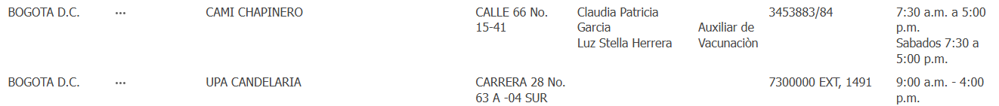 BOGOTA D.C. ... CAMI CHAPINERO CALLE 66 No. Claudia Patricia 3453883/84 7:30 a.m. a 5:00
15-41 Garcia Auxiliar de p.m.
Luz Stella Herrera Vacunaciòn Sabados 7:30 a
5:00 p.m.
BOGOTA D.C. ... UPA CANDELARIA CARRERA 28 No. 7300000 EXT, 1491 9:00 a.m. - 4:00
63 A -04 SUR p.m.